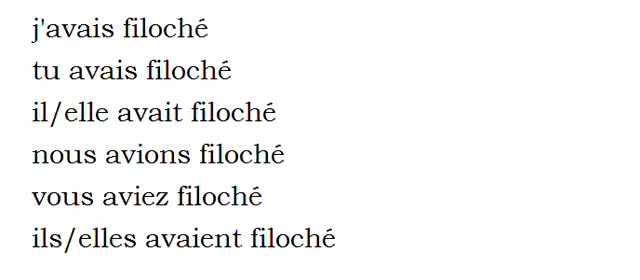 j'avais filoché
tu avais filoché
il/elle avait filoché
nous avions filoché
vous aviez filoché
ils/elles avaient filoché